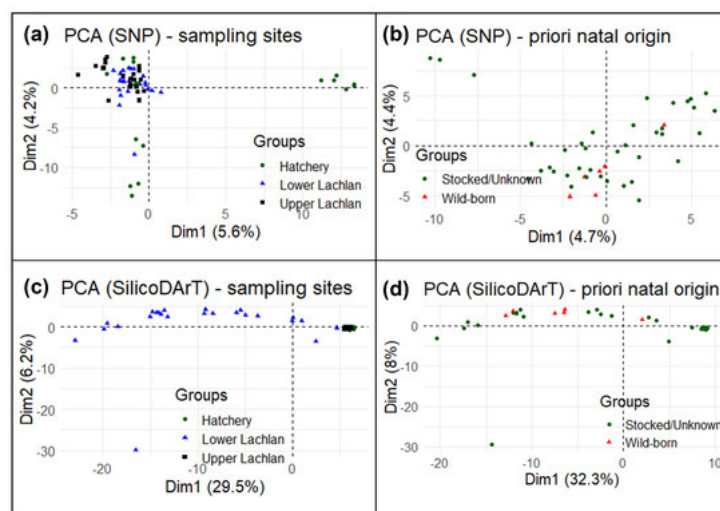 (a) PCA (SNP) - sampling sites
0
-5
-10
Dim2 (4.2%)
Groups
Hatchery
Lower Lachlan
Upper Lachlan
-5
0
5
10
Dim1 (5.6%)
(b) PCA (SNP) - priori natal origin
5
0
-5
Dim2 (4.4%)
Groups
Stocked/Unknown
Wild-born
-10
-5
0
5
Dim1 (4.7%)
(c) PCA (SilicoDArT) - sampling sites
0
-10
-20
-30
Dim2 (6.2%)
Groups
Hatchery
Lower Lachlan
Upper Lachlan
-20
-10
0
Dim1 (29.5%)
(d) PCA (SilicoDArT) - priori natal origin
0
-10
-20
-30
Dim2 (8%)
Groups
Stocked/Unknown
Wild-born
-20
-10
0
10
Dim1 (32.3%)